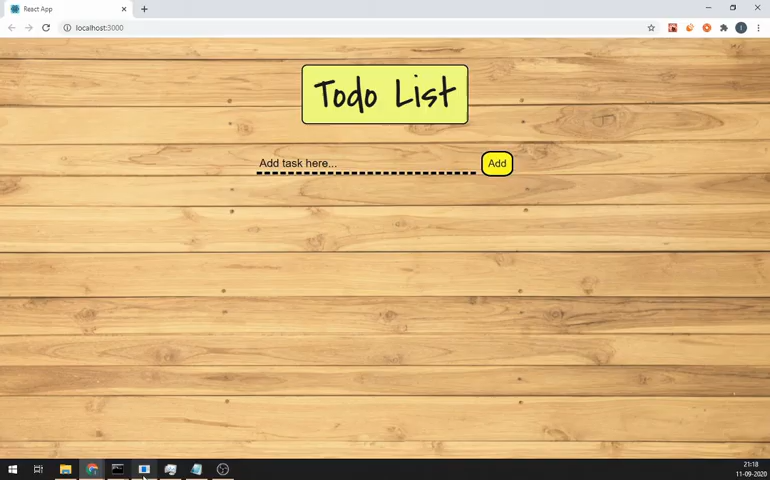 React App
localhost:3000
Todo List
Add task here...
Add
21:18
11-09-2020